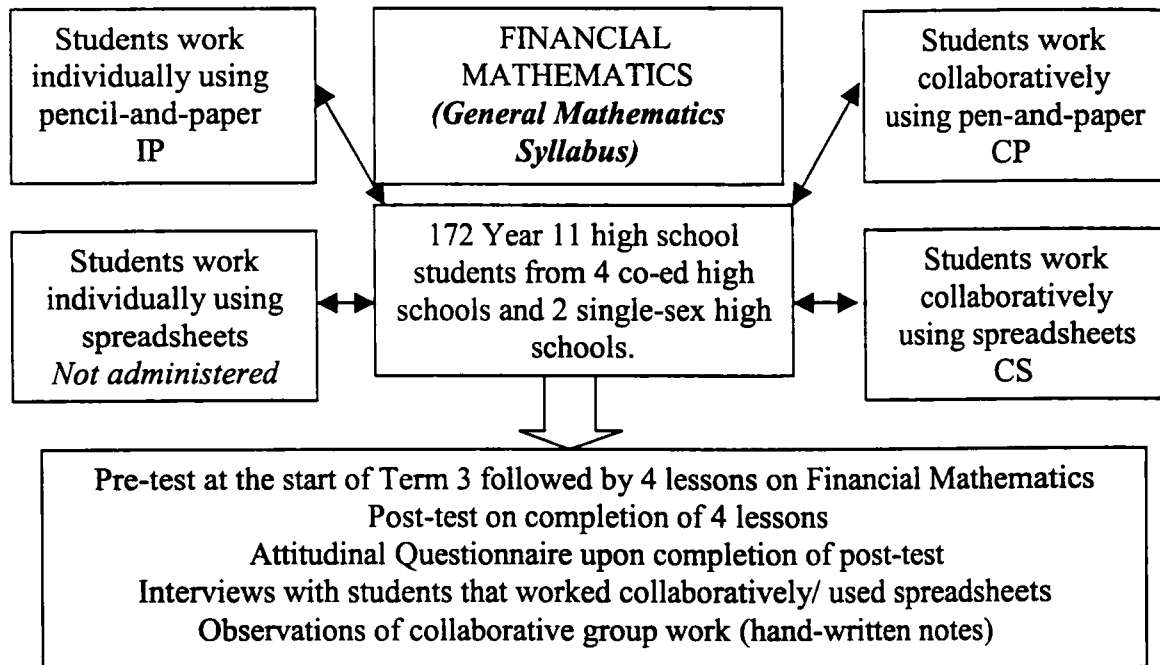 Students work
individually using
pencil-and-paper
IP
FINANCIAL
MATHEMATICS
(General Mathematics
Syllabus)
Students work
collaboratively
using pen-and-paper
CP
Students work
individually using
spreadsheets
Not administered
172 Year 11 high school
students from 4 co-ed high
schools and 2 single-sex high
schools.
Students work
collaboratively
using spreadsheets
CS
Pre-test at the start of Term 3 followed by 4 lessons on Financial Mathematics
Post-test on completion of 4 lessons
Attitudinal Questionnaire upon completion of post-test
Interviews with students that worked collaboratively/ used spreadsheets
Observations of collaborative group work (hand-written notes)